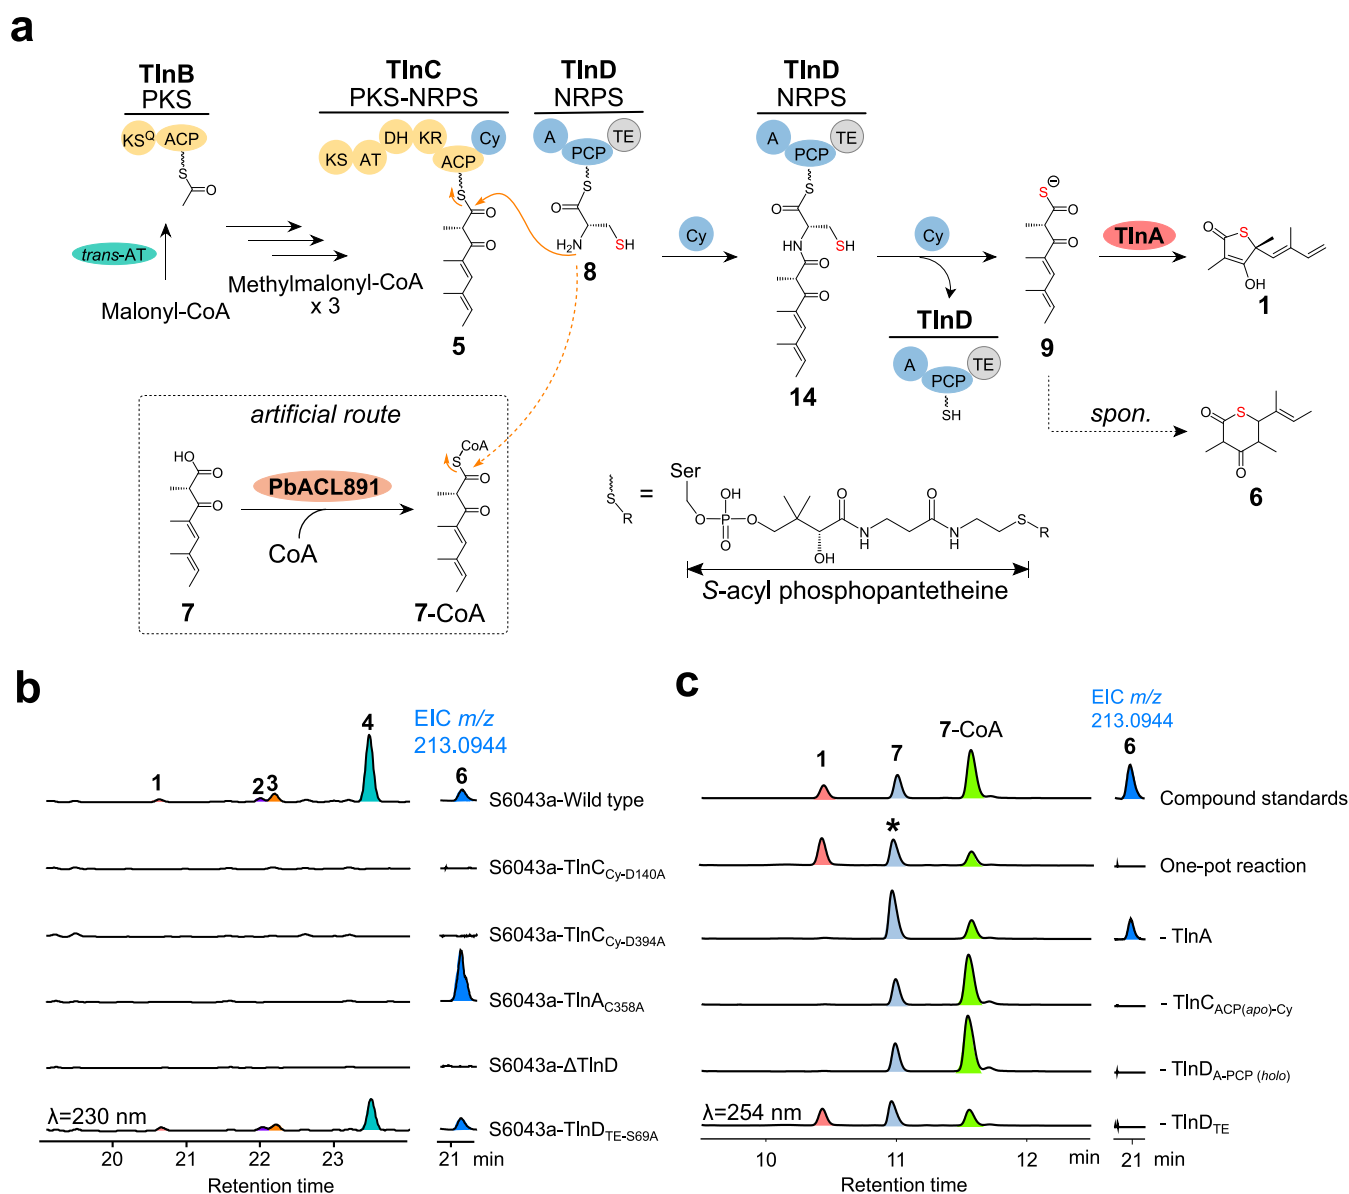 a
TlnB
PKS
KSQ ACP
S
O
trans-AT
Malonyl-CoA
Methylmalonyl-CoA
x 3
TlnC
PKS-NRPS
KS AT DH KR ACP Cy
S
O
O
5
TlnD
NRPS
A PCP TE
S
O
H2N
SH
8
Cy
TlnD
NRPS
A PCP TE
S
O
NH
SH
O
O
14
Cy
TlnD
A PCP TE
SH
S
O
O
9
TlnA
O
S
OH
1
spon.
O
S
O
6
artificial route
HO
O
O
7
PbACL891
CoA
CoA
S
O
O
7-CoA
S
R
=
Ser
O
OH
P
O
O
O
OH
N
H
O
N
H
S
R
S-acyl phosphopantetheine
b
EIC m/z
213.0944
1
2
3
4
6
S6043a-Wild type
S6043a-TlnCCy-D140A
S6043a-TlnCCy-D394A
S6043a-TlnAC358A
S6043a-ΔTlnD
λ=230 nm
S6043a-TlnDTE-S69A
20 21 22 23 21 min
Retention time
c
EIC m/z
213.0944
1
7
7-CoA
6
Compound standards
*
One-pot reaction
- TlnA
- TlnCACP(apo)-Cy
- TlnDA-PCP (holo)
λ=254 nm
- TlnDTE
10 11 12 min 21 min
Retention time